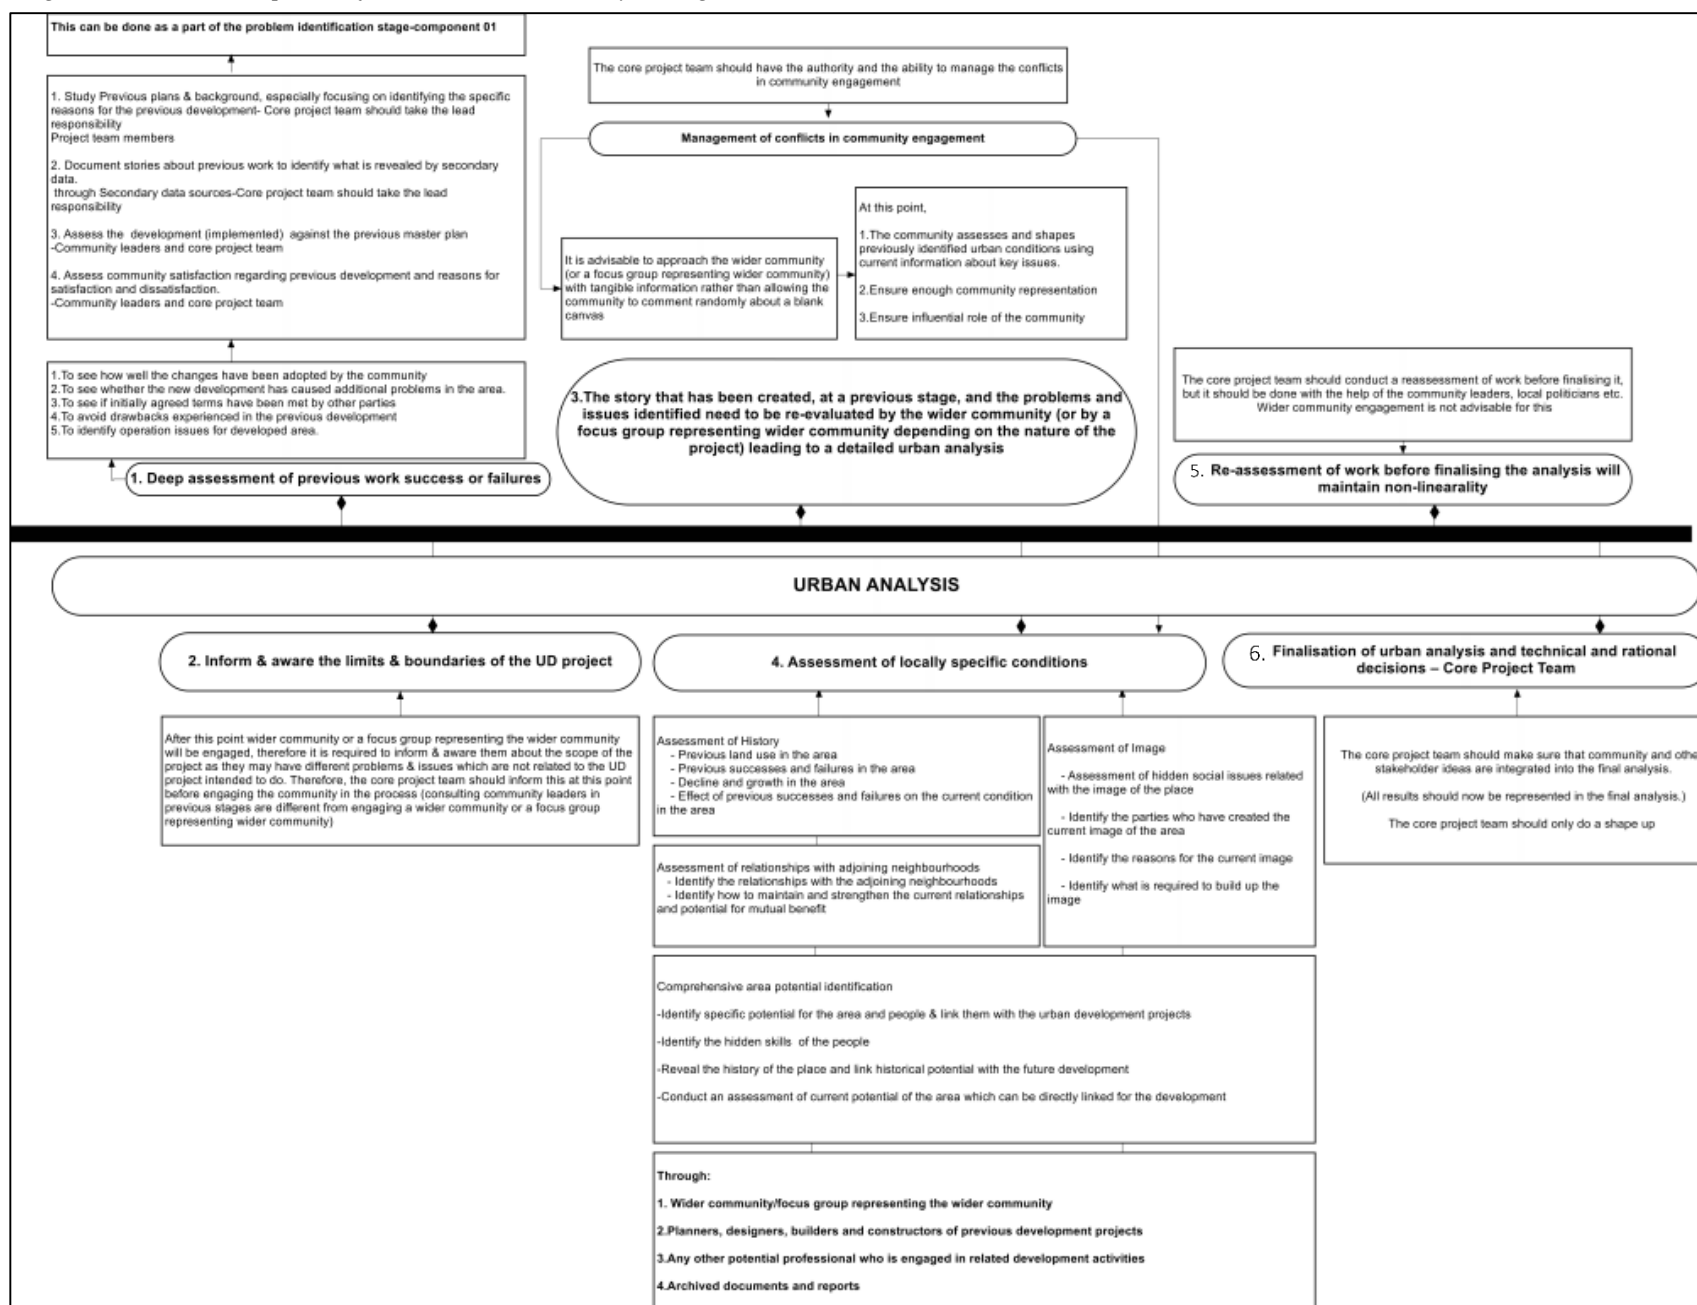 This can be done as a part of the problem identification stage-component 01
1. Study Previous plans & background, especially focusing on identifying the specific
reasons for the previous development- Core project team should take the lead
responsibility
Project team members
2. Document stories about previous work to identify what is revealed by secondary
data.
through Secondary data sources-Core project team should take the lead
responsibility
3. Assess the development (implemented) against the previous master plan
-Community leaders and core project team
4. Assess community satisfaction regarding previous development and reasons for
satisfaction and dissatisfaction.
-Community leaders and core project team
1.To see how well the changes have been adopted by the community
2.To see whether the new development has caused additional problems in the area.
3.To see if initially agreed terms have been met by other parties
4.To avoid drawbacks experienced in the previous development
5.To identify operation issues for developed area.
1. Deep assessment of previous work success or failures
The core project team should have the authority and the ability to manage the conflicts
in community engagement
Management of conflicts in community engagement
It is advisable to approach the wider community
(or a focus group representing wider community)
with tangible information rather than allowing the
community to comment randomly about a blank
canvas
At this point,
1.The community assesses and shapes
previously identified urban conditions using
current information about key issues.
2.Ensure enough community representation
3.Ensure influential role of the community
3.The story that has been created, at a previous stage, and the problems and
issues identified need to be re-evaluated by the wider community (or by a
focus group representing wider community depending on the nature of the
project) leading to a detailed urban analysis
The core project team should conduct a reassessment of work before finalising it,
but it should be done with the help of the community leaders, local politicians etc.
Wider community engagement is not advisable for this
5. Re-assessment of work before finalising the analysis will
maintain non-linearality
URBAN ANALYSIS
2. Inform & aware the limits & boundaries of the UD project
After this point wider community or a focus group representing the wider community
will be engaged, therefore it is required to inform & aware them about the scope of the
project as they may have different problems & issues which are not related to the UD
project intended to do. Therefore, the core project team should inform this at this point
before engaging the community in the process (consulting community leaders in
previous stages are different from engaging a wider community or a focus group
representing wider community)
4. Assessment of locally specific conditions
Assessment of History
- Previous land use in the area
- Previous successes and failures in the area
- Decline and growth in the area
- Effect of previous successes and failures on the current condition
in the area
Assessment of relationships with adjoining neighbourhoods
- Identify the relationships with the adjoining neighbourhoods
- Identify how to maintain and strengthen the current relationships
and potential for mutual benefit
Assessment of Image
- Assessment of hidden social issues related
with the image of the place
- Identify the parties who have created the
current image of the area
- Identify the reasons for the current image
- Identify what is required to build up the
image
Comprehensive area potential identification
-Identify specific potential for the area and people & link them with the urban development projects
-Identify the hidden skills of the people
-Reveal the history of the place and link historical potential with the future development
-Conduct an assessment of current potential of the area which can be directly linked for the development
Through:
1. Wider community/focus group representing the wider community
2.Planners, designers, builders and constructors of previous development projects
3.Any other potential professional who is engaged in related development activities
4.Archived documents and reports
6. Finalisation of urban analysis and technical and rational
decisions – Core Project Team
The core project team should make sure that community and othe
stakeholder ideas are integrated into the final analysis.
(All results should now be represented in the final analysis.)
The core project team should only do a shape up